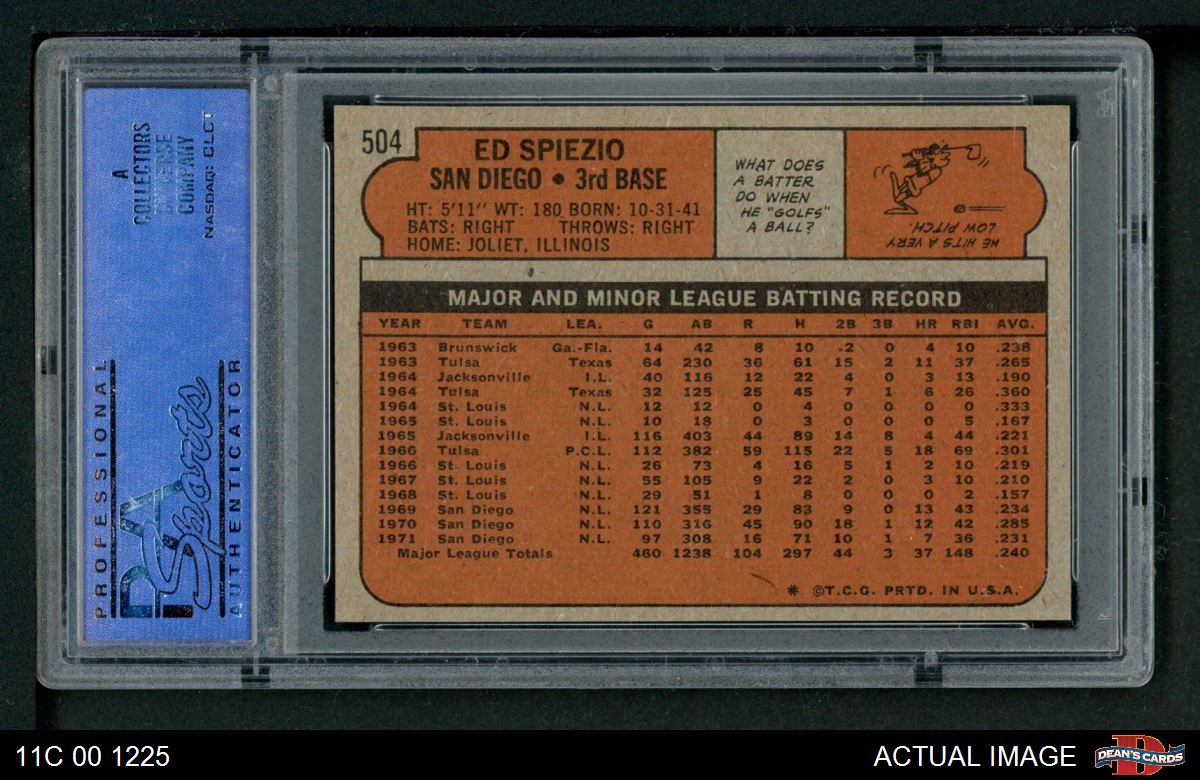 A
COLLECTORS
UNIVERSE
COMPANY
NASDAQ: CLCT
PROFESSIONAL
PSA
Sports
AUTHENTICATOR
504
ED SPIEZIO
SAN DIEGO • 3rd BASE
HT: 5'11" WT: 180 BORN: 10-31-41
BATS: RIGHT THROWS: RIGHT
HOME: JOLIET, ILLINOIS
WHAT DOES
A BATTER
DO WHEN
HE "GOLFS"
A BALL?
HE HITS A VERY
LOW PITCH.
MAJOR AND MINOR LEAGUE BATTING RECORD
YEAR TEAM LEA. G AB R H 2B 3B HR RBI AVG.
1963 Brunswick Ga.-Fla. 14 42 8 10 2 0 4 10 .238
1963 Tulsa Texas 64 230 36 61 15 2 11 37 .265
1964 Jacksonville I.L. 40 116 12 22 4 0 3 13 .190
1964 Tulsa Texas 32 125 25 45 7 1 6 26 .360
1964 St. Louis N.L. 12 12 0 4 0 0 0 0 .333
1965 St. Louis N.L. 10 18 0 3 0 0 0 5 .167
1965 Jacksonville I.L. 116 403 44 89 14 8 4 44 .221
1966 Tulsa P.C.L. 112 382 59 115 22 5 18 69 .301
1966 St. Louis N.L. 26 73 4 16 5 1 2 10 .219
1967 St. Louis N.L. 55 105 9 22 2 0 3 10 .210
1968 St. Louis N.L. 29 51 1 8 0 0 0 2 .157
1969 San Diego N.L. 121 355 29 83 9 0 13 43 .234
1970 San Diego N.L. 110 316 45 90 18 1 12 42 .285
1971 San Diego N.L. 97 308 16 71 10 1 7 36 .231
Major League Totals 460 1238 104 297 44 3 37 148 .240
* ©T.C.G. PRTD. IN U.S.A.
11C 00 1225
ACTUAL IMAGE
DEAN'S CARDS